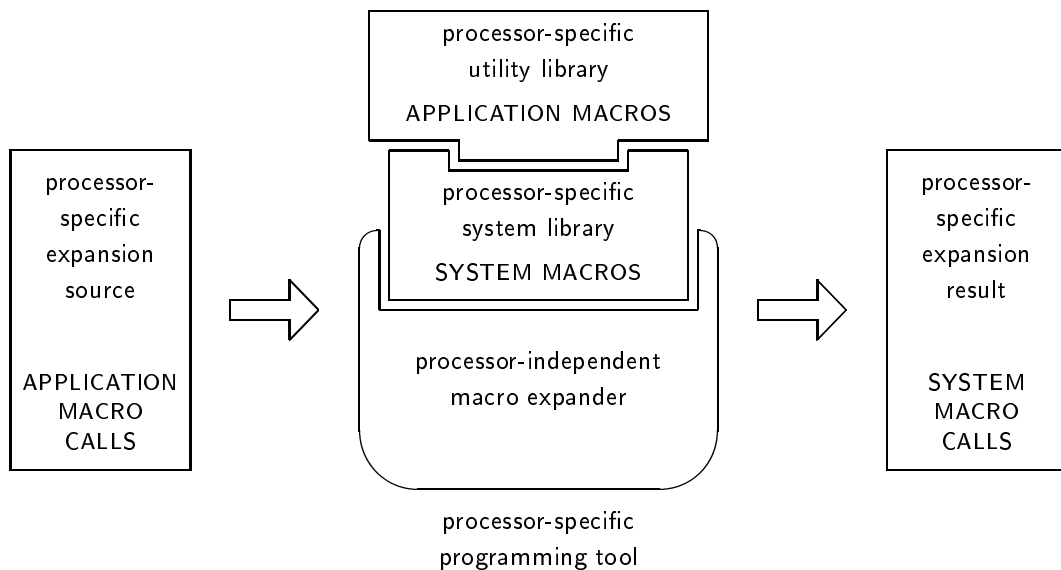 processor-specific
utility library
APPLICATION MACROS
processor-
specific
expansion
source
APPLICATION
MACRO
CALLS
processor-specific
system library
SYSTEM MACROS
processor-independent
macro expander
processor-specific
programming tool
processor-
specific
expansion
result
SYSTEM
MACRO
CALLS